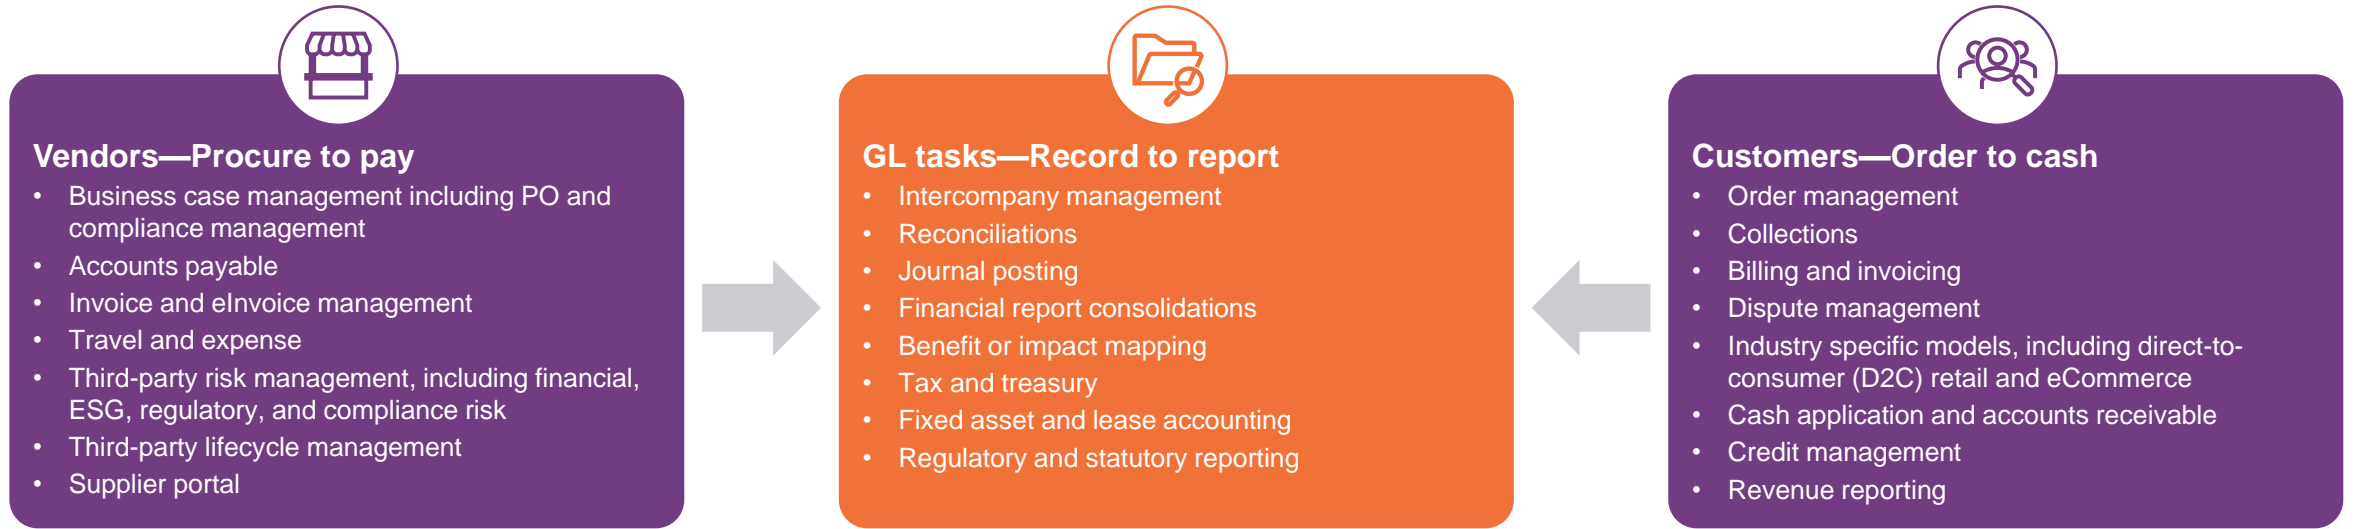 Vendors—Procure to pay
• Business case management including PO and
compliance management
• Accounts payable
• Invoice and eInvoice management
• Travel and expense
• Third-party risk management, including financial,
ESG, regulatory, and compliance risk
• Third-party lifecycle management
• Supplier portal
GL tasks—Record to report
• Intercompany management
• Reconciliations
• Journal posting
• Financial report consolidations
• Benefit or impact mapping
• Tax and treasury
• Fixed asset and lease accounting
• Regulatory and statutory reporting
Customers—Order to cash
• Order management
• Collections
• Billing and invoicing
• Dispute management
• Industry specific models, including direct-to-
consumer (D2C) retail and eCommerce
• Cash application and accounts receivable
• Credit management
• Revenue reporting